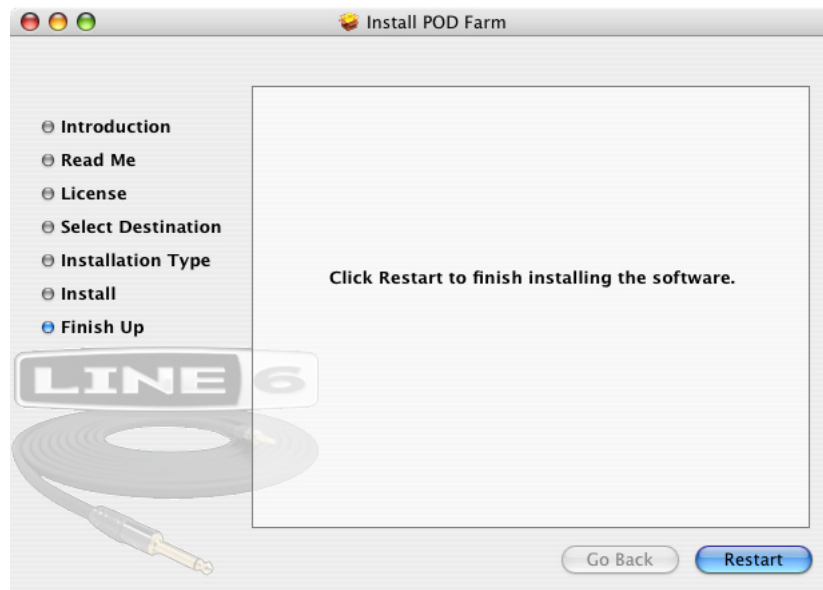 Install POD Farm
Introduction
Read Me
License
Select Destination
Installation Type
Install
Finish Up
Click Restart to finish installing the software.
LINE 6
Go Back
Restart